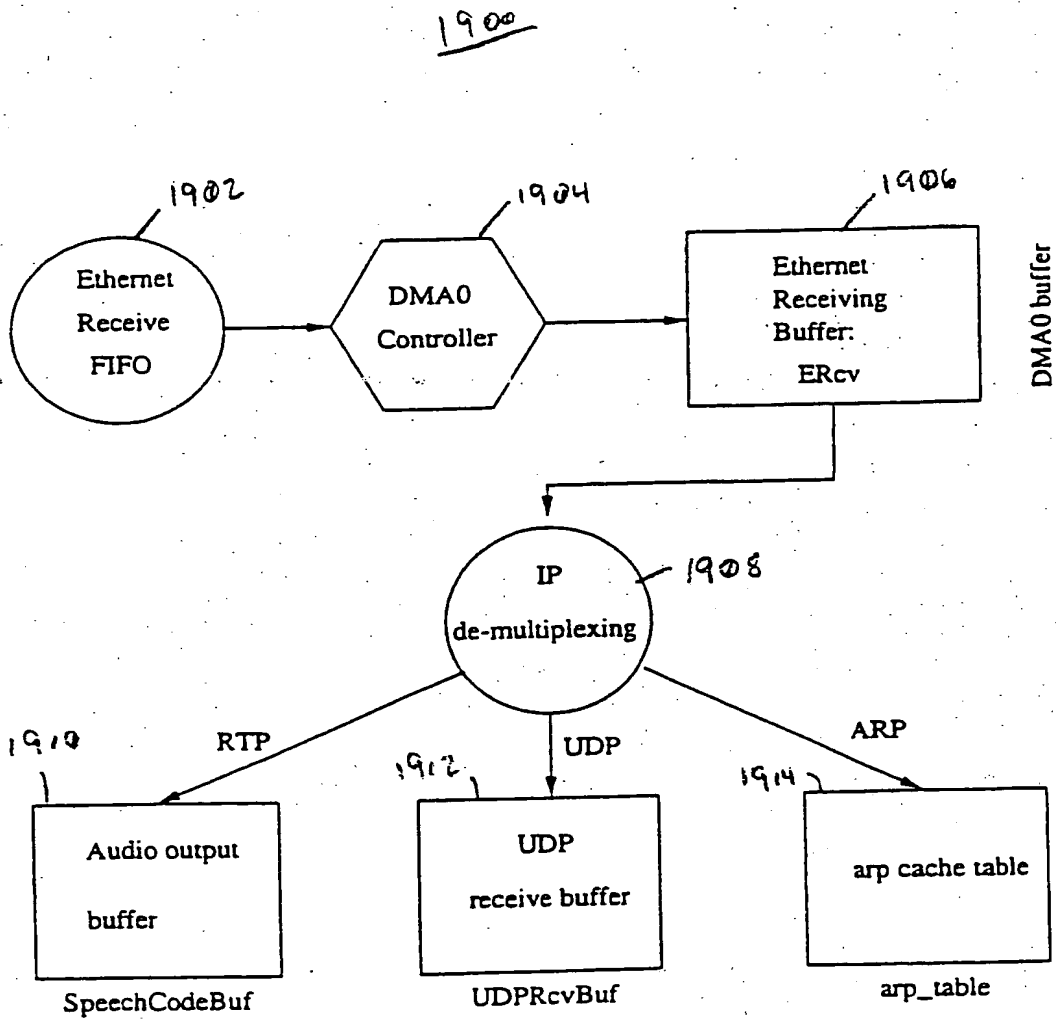 1900
1902
1904
1906
Ethernet
Receive
FIFO
DMA0
Controller
Ethernet
Receiving
Buffer:
ERcv
DMA0 buffer
IP
de-multiplexing
1908
RTP
UDP
ARP
1910
1912
1914
Audio output
buffer
UDP
receive buffer
arp cache table
SpeechCodeBuf
UDPRcvBuf
arp_table